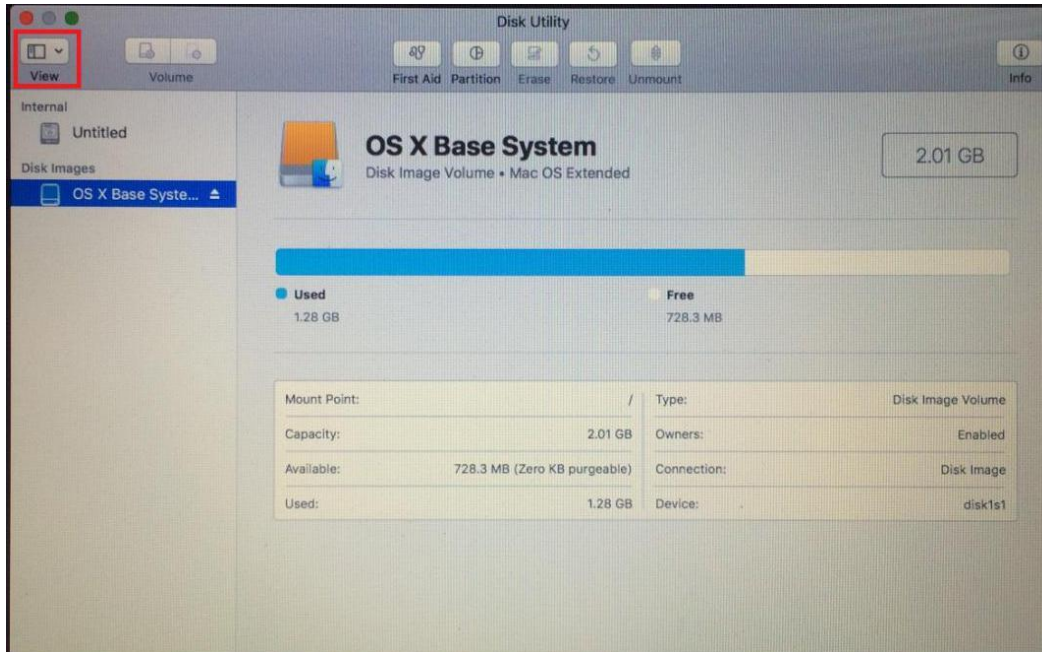 Disk Utility
View Volume First Aid Partition Erase Restore Unmount Info
Internal
Untitled
Disk Images
OS X Base Syste...
OS X Base System
Disk Image Volume • Mac OS Extended
2.01 GB
Used
1.28 GB
Free
728.3 MB
Mount Point: /
Type: Disk Image Volume
Capacity: 2.01 GB
Owners: Enabled
Available: 728.3 MB (Zero KB purgeable)
Connection: Disk Image
Used: 1.28 GB
Device: disk1s1